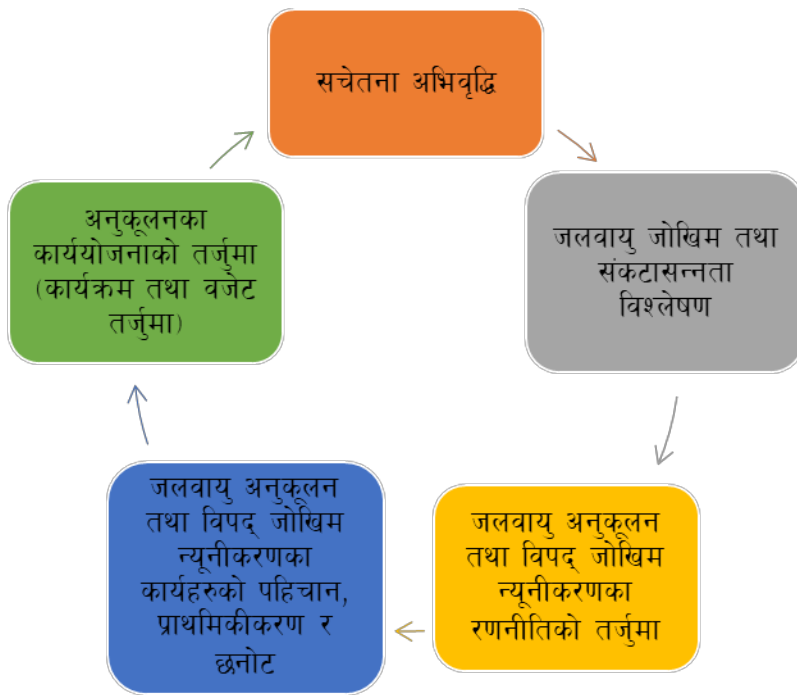 सचेतना अभिवृद्धि
जलवायु जोखिम तथा
संकटासन्नता
विश्लेषण
जलवायु अनुकूलन
तथा विपद् जोखिम
न्यूनीकरणका
रणनीतिको तर्जुमा
जलवायु अनुकूलन
तथा विपद् जोखिम
न्यूनीकरणका
कार्यहरुको पहिचान,
प्राथमिकीकरण र
छनोट
अनुकूलनका
कार्ययोजनाको तर्जुमा
(कार्यक्रम तथा वजेट
तर्जुमा)